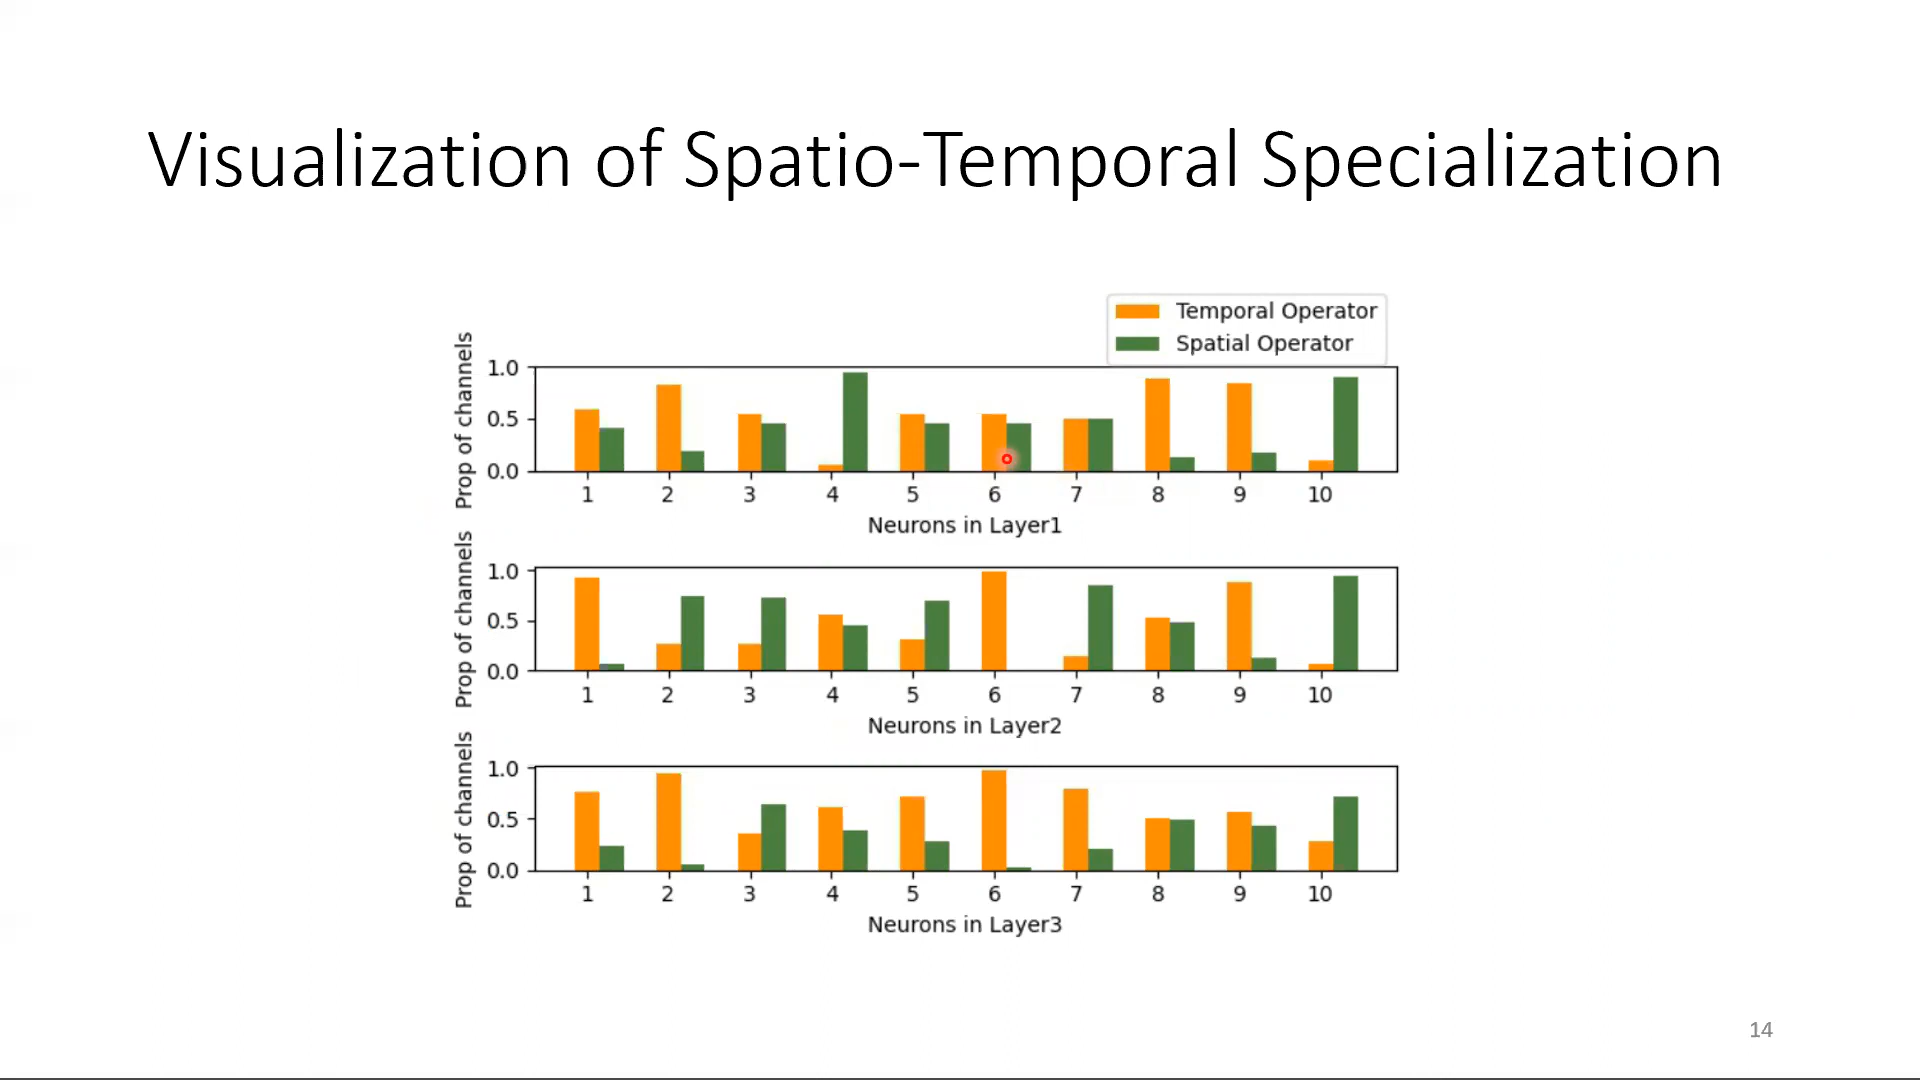 Visualization of Spatio-Temporal Specialization
Temporal Operator
Spatial Operator
Prop of channels
1.0
0.5
0.0
1 2 3 4 5 6 7 8 9 10
Neurons in Layer1
Prop of channels
1.0
0.5
0.0
1 2 3 4 5 6 7 8 9 10
Neurons in Layer2
Prop of channels
1.0
0.5
0.0
1 2 3 4 5 6 7 8 9 10
Neurons in Layer3
14